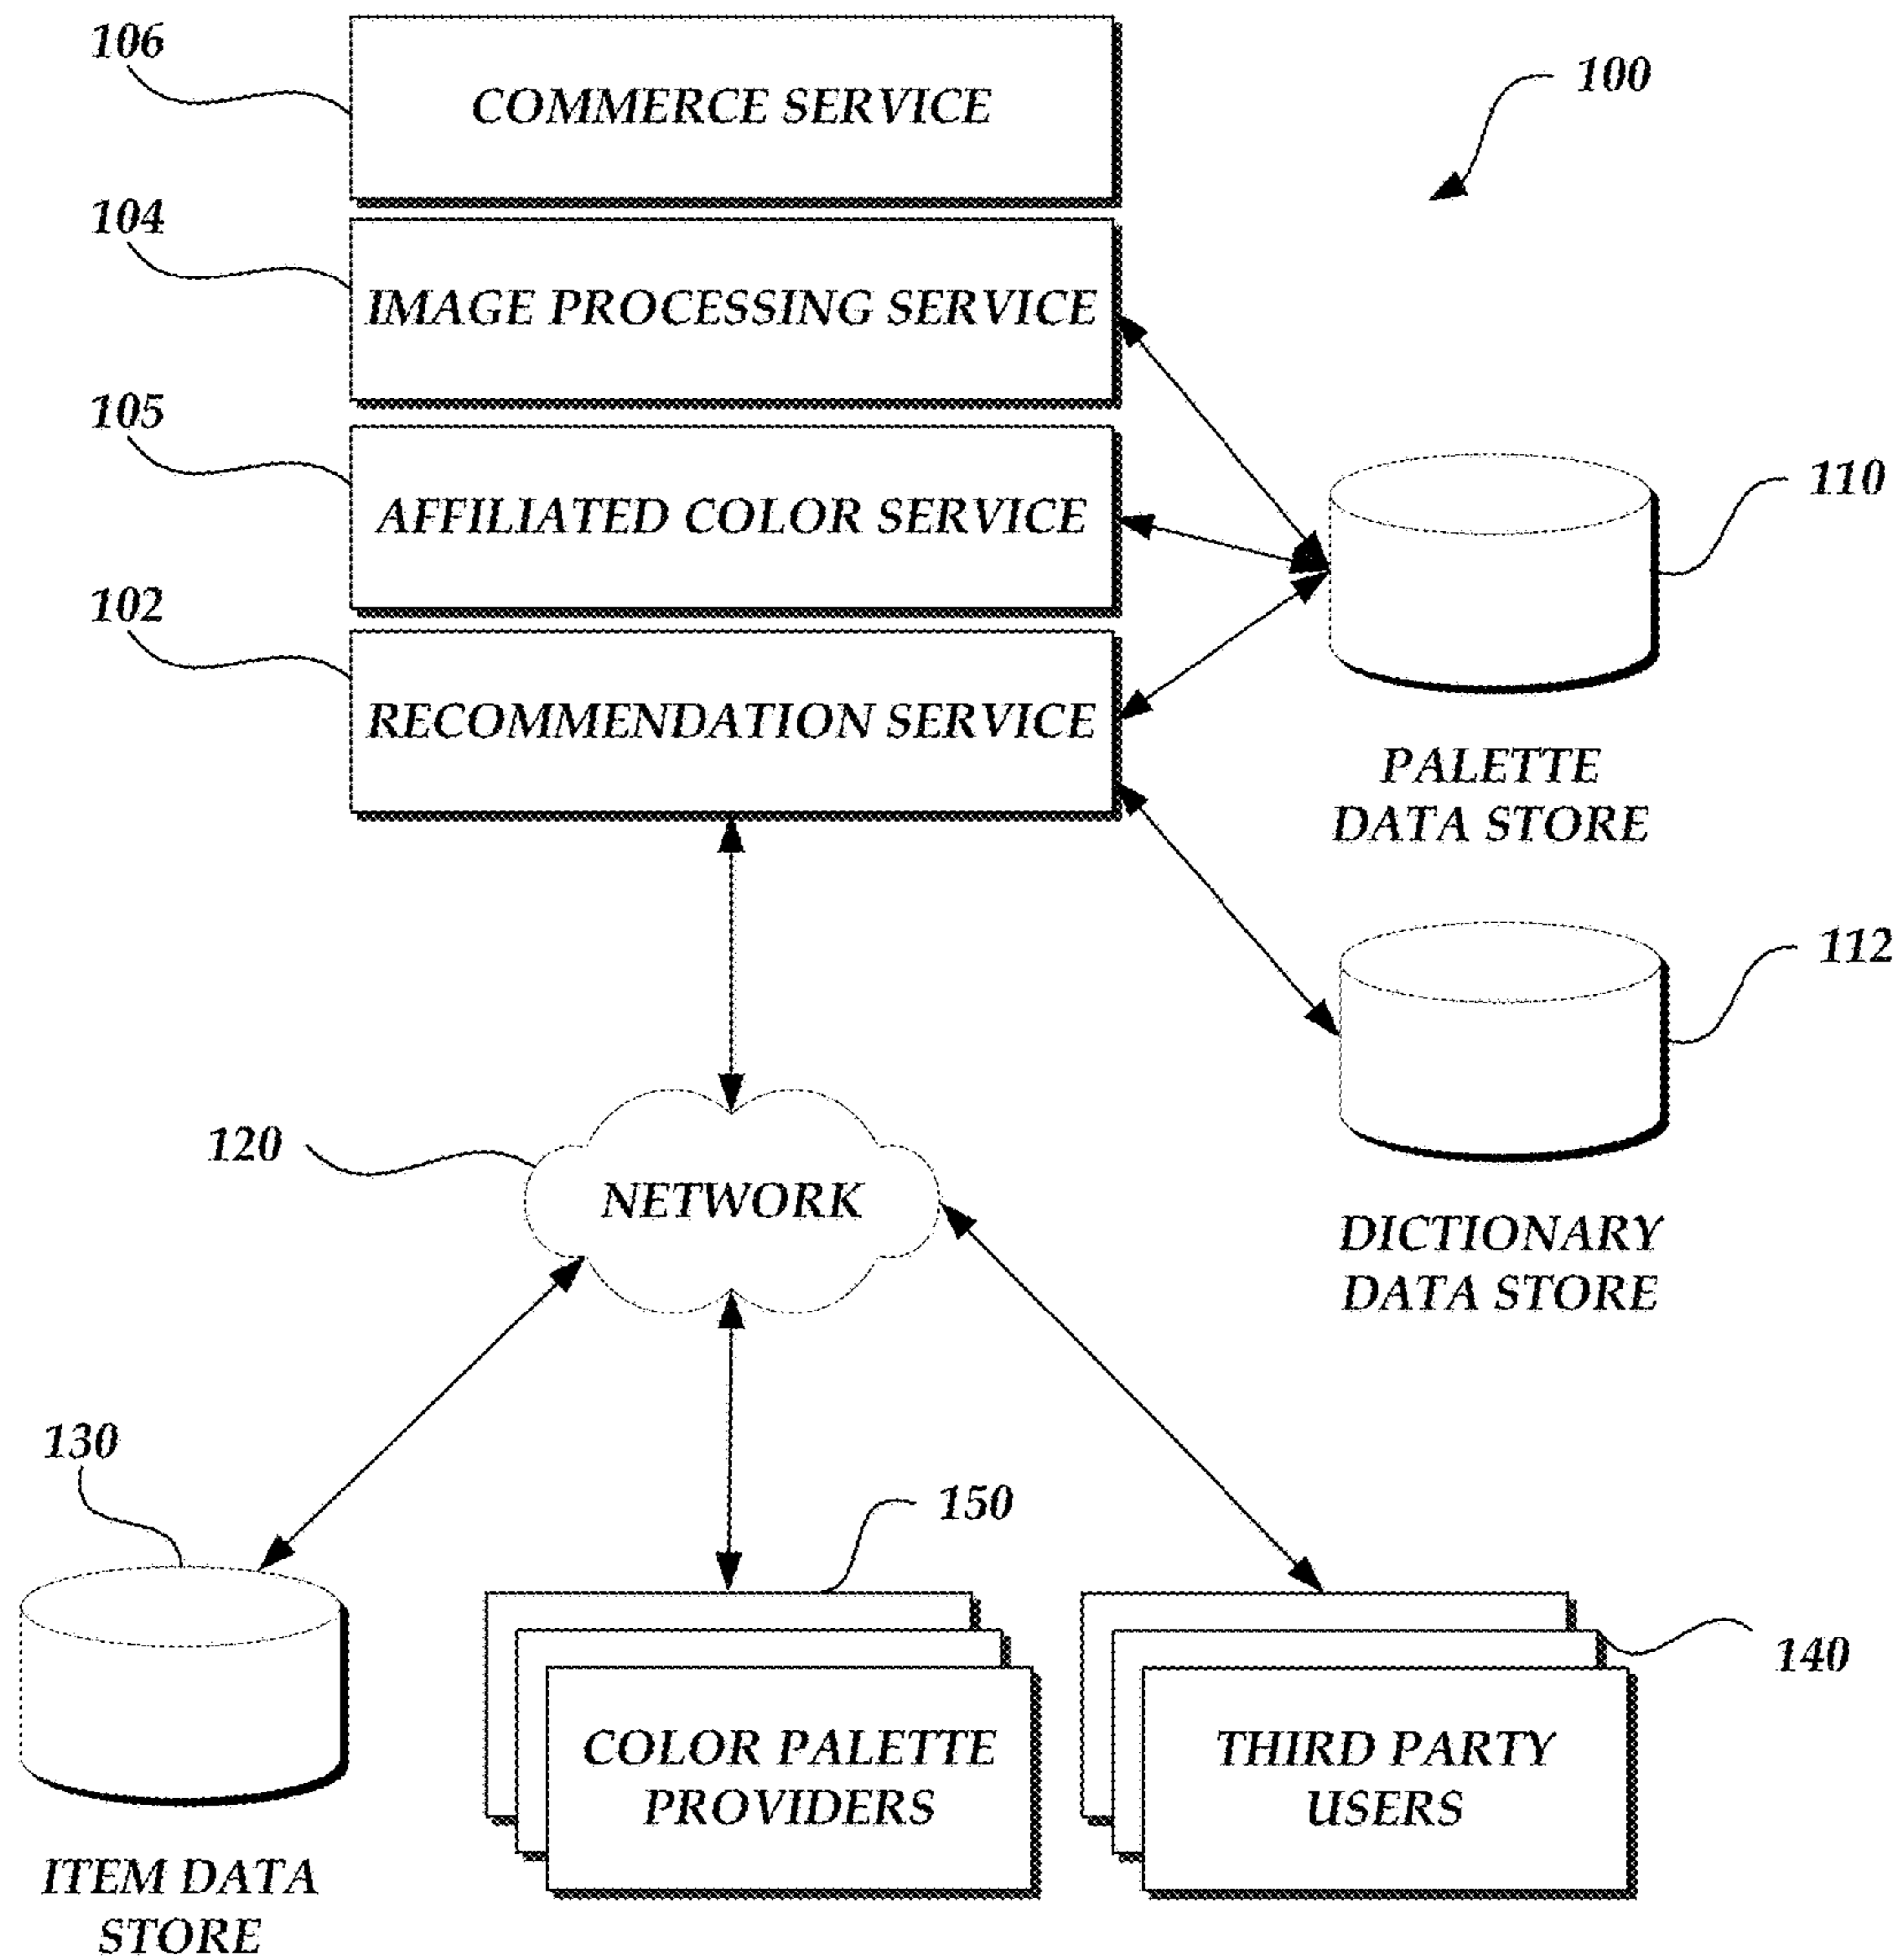 106
COMMERCE SERVICE
100
104
IMAGE PROCESSING SERVICE
105
AFFILIATED COLOR SERVICE
110
102
RECOMMENDATION SERVICE
PALETTE
DATA STORE
112
120
NETWORK
DICTIONARY
DATA STORE
130
150
140
COLOR PALETTE
PROVIDERS
THIRD PARTY
USERS
ITEM DATA
STORE